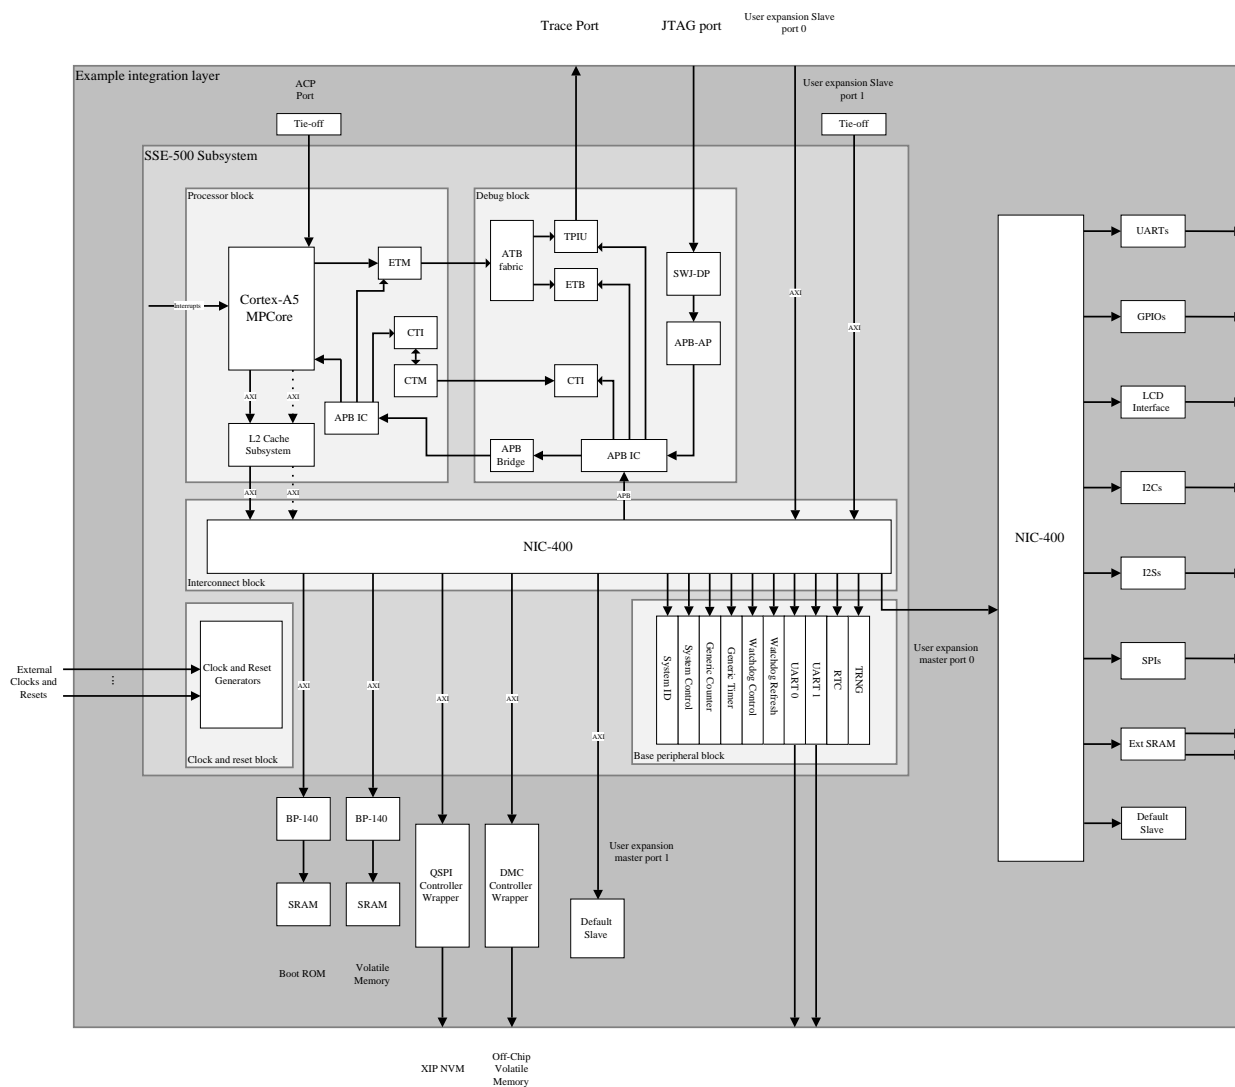 Trace Port
JTAG port
User expansion Slave
port 0
Example integration layer
ACP
Port
User expansion Slave
port 1
Tie-off
Tie-off
SSE-500 Subsystem
Processor block
Debug block
UARTs
TPIU
ATB
fabric
ETM
SWJ-DP
ETB
AXI
Cortex-A5
MPCore
Interrupts
GPIOs
AXI
CTI
APB-AP
CTM
CTI
AXI
AXI
LCD
Interface
APB IC
L2 Cache
Subsystem
APB
Bridge
APB IC
I2Cs
AXI
AXI
APB
NIC-400
NIC-400
Interconnect block
I2Ss
User expansion
master port 0
External
Clocks and
Resets
...
Clock and Reset
Generators
Clock and reset block
System ID
System Control
Generic Counter
Generic Timer
Watchdog Control
Watchdog Refresh
UART 0
UART 1
RTC
TRNG
Base peripheral block
SPIs
AXI
AXI
AXI
AXI
AXI
Ext SRAM
BP-140
BP-140
Default
Slave
User expansion
master port 1
QSPI
Controller
Wrapper
DMC
Controller
Wrapper
SRAM
SRAM
Default
Slave
Boot ROM
Volatile
Memory
XIP NVM
Off-Chip
Volatile
Memory